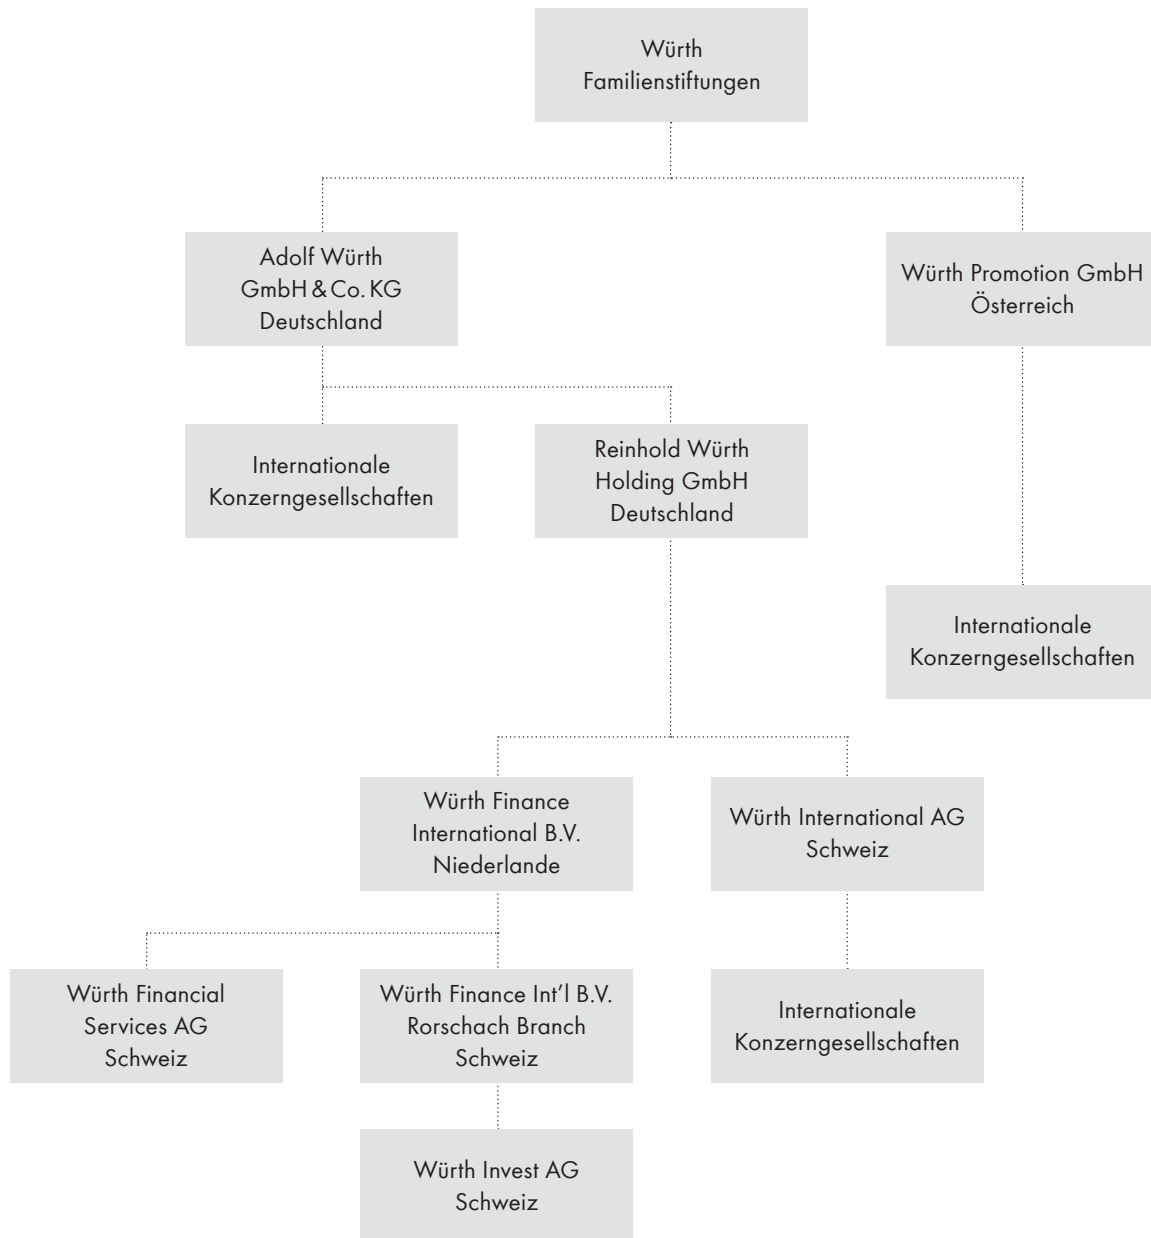 Würth
Familienstiftungen
Adolf Würth
GmbH & Co. KG
Deutschland
Würth Promotion GmbH
Österreich
Internationale
Konzerngesellschaften
Reinhold Würth
Holding GmbH
Deutschland
Internationale
Konzerngesellschaften
Würth Finance
International B.V.
Niederlande
Würth International AG
Schweiz
Würth Financial
Services AG
Schweiz
Würth Finance Int’l B.V.
Rorschach Branch
Schweiz
Internationale
Konzerngesellschaften
Würth Invest AG
Schweiz